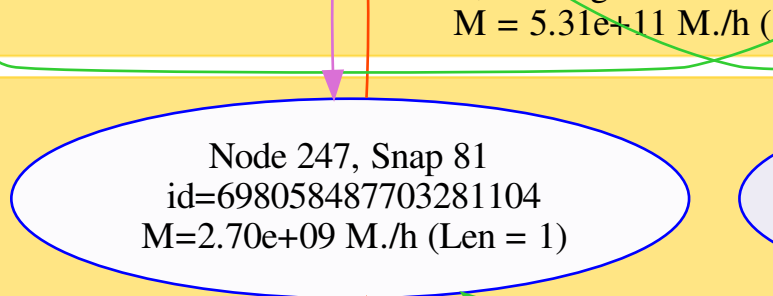 M = 5.31e+11 M./h (
Node 247, Snap 81
id=698058487703281104
M=2.70e+09 M./h (Len = 1)